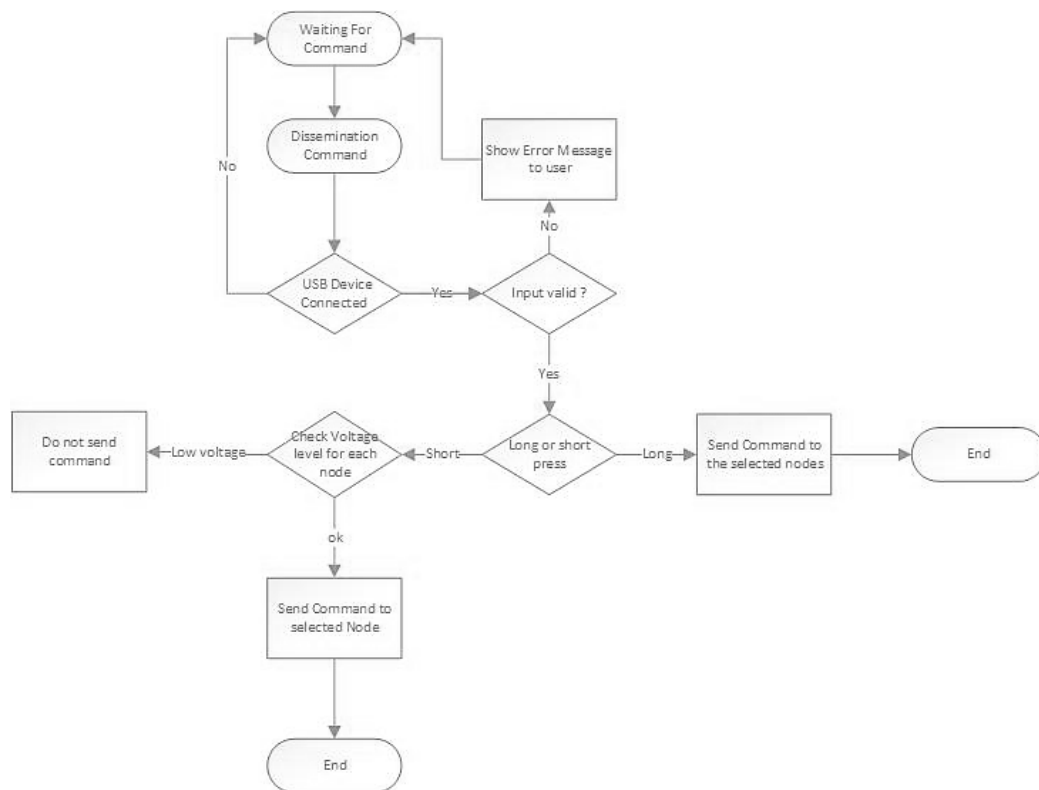 Waiting For
Command
Dissemination
Command
Show Error Message
to user
No
No
USB Device
Connected
Yes
Input valid ?
Yes
Do not send
command
Low voltage
Check Voltage
level for each
node
Short
Long or short
press
Long
Send Command to
the selected nodes
End
ok
Send Command to
selected Node
End